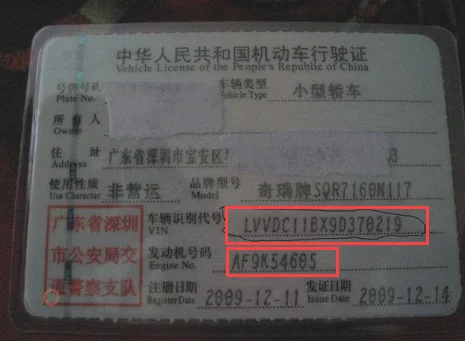 中华人民共和国机动车行驶证
Vehicle License of the People's Republic of China
号牌号码 车辆类型 小型轿车
Plate No. Vehicle Type
所有人
Owner
住址 广东省深圳市宝安区
Address
使用性质 非营运 品牌型号 奇瑞牌SQR7160M117
Use Character Model
广东省深圳
市公安局交
通警察支队
车辆识别代号 LVVDC11BX9D370219
VIN
发动机号码 AF9K54605
Engine No.
注册日期 2009-12-11 发证日期 2009-12-14
Register Date Issue Date